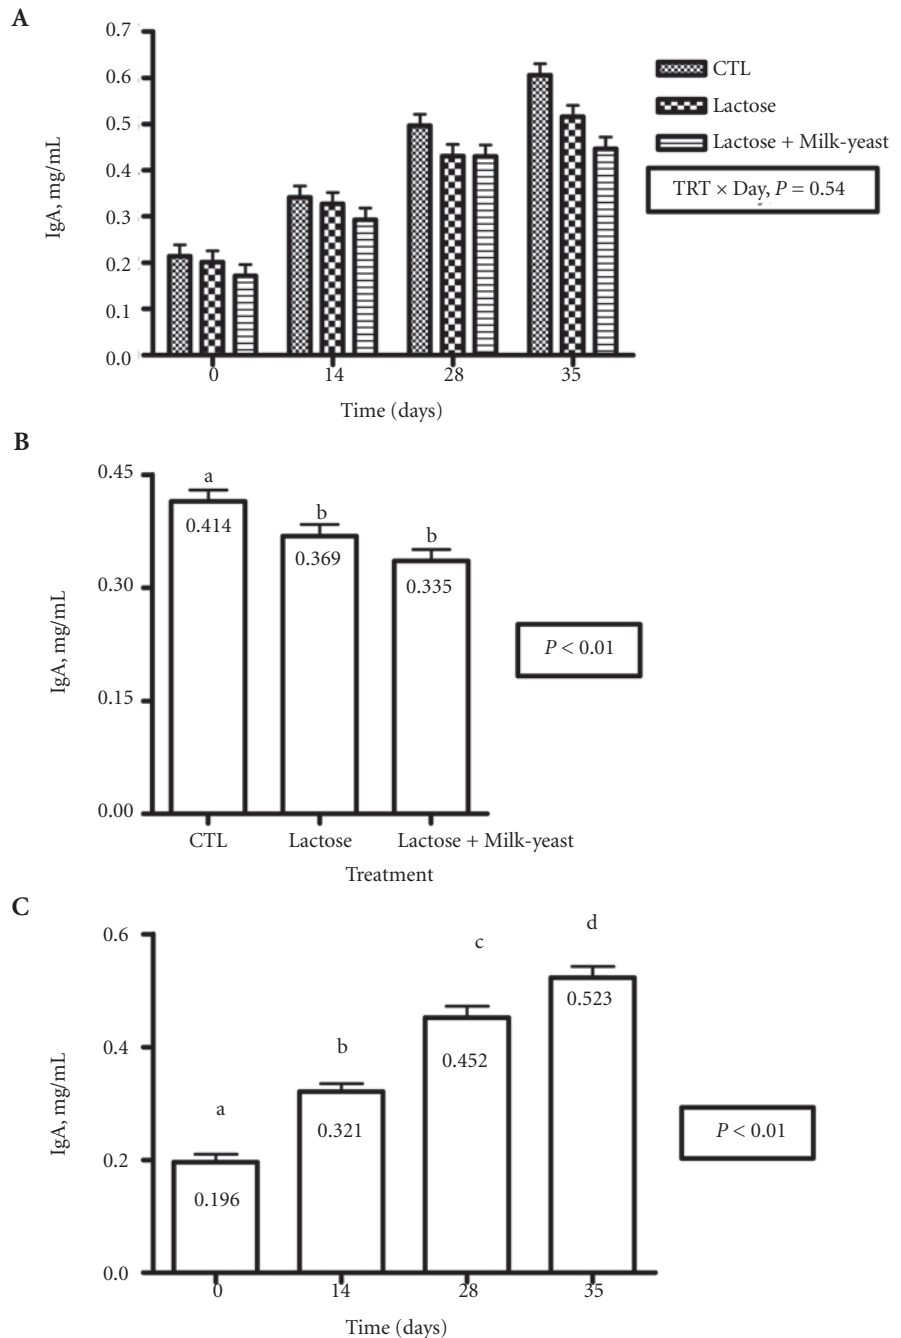 A
0.7
0.6
0.5
0.4
0.3
0.2
0.1
0.0
IgA, mg/mL
CTL
Lactose
Lactose + Milk-yeast
TRT × Day, P = 0.54
0 14 28 35
Time (days)
B
0.45
0.30
0.15
0.00
IgA, mg/mL
a
0.414
b
0.369
b
0.335
P < 0.01
CTL Lactose Lactose + Milk-yeast
Treatment
C
0.6
0.4
0.2
0.0
IgA, mg/mL
a
0.196
b
0.321
c
0.452
d
0.523
P < 0.01
0 14 28 35
Time (days)